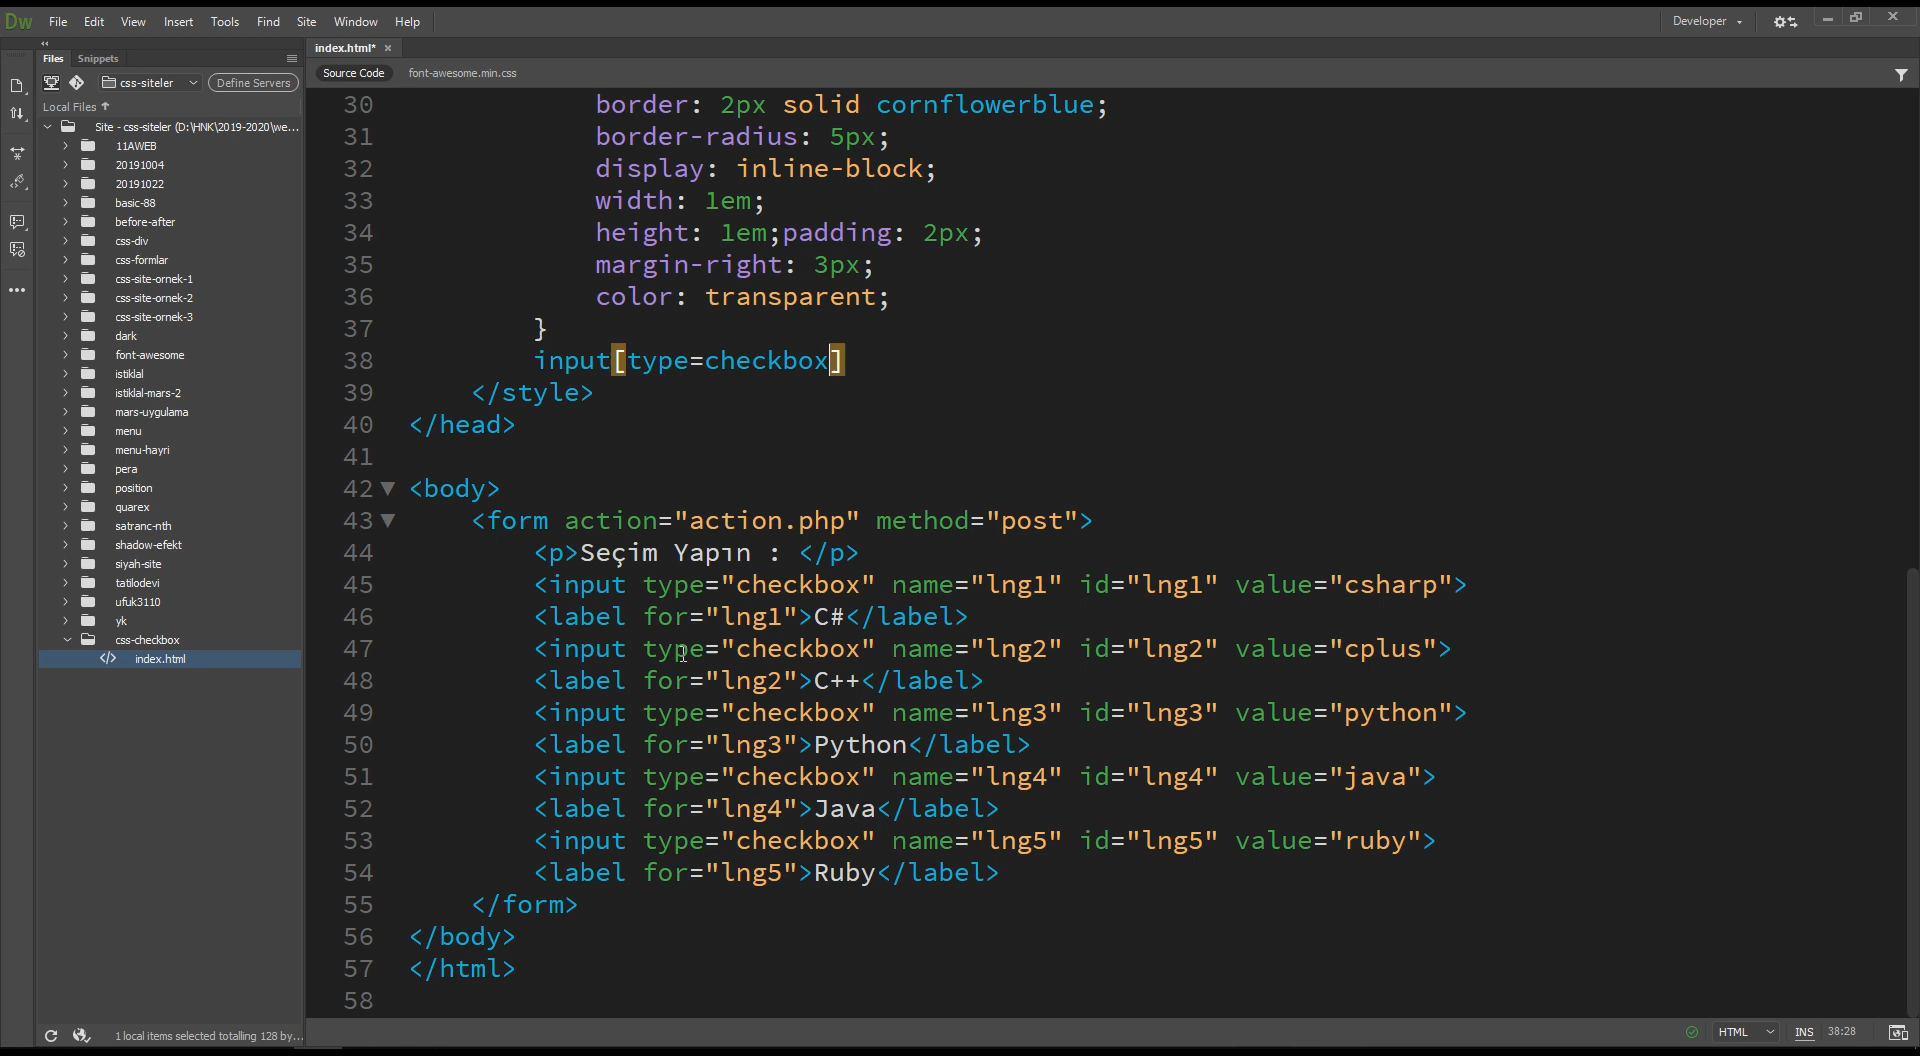 Dw File Edit View Insert Tools Find Site Window Help Developer
Files Snippets
index.html*
Source Code font-awesome.min.css
css-siteler Define Servers
Local Files
Site - css-siteler (D:\HNK\2019-2020\we...
11AWEB
20191004
20191022
basic-88
before-after
css-div
css-formlar
css-site-ornek-1
css-site-ornek-2
css-site-ornek-3
dark
font-awesome
istiklal
istiklal-mars-2
mars-uygulama
menu
menu-hayri
pera
position
quarex
satranc-nth
shadow-efekt
siyah-site
tatilodevi
ufuk3110
yk
css-checkbox
index.html
30 border: 2px solid cornflowerblue;
31 border-radius: 5px;
32 display: inline-block;
33 width: 1em;
34 height: 1em;padding: 2px;
35 margin-right: 3px;
36 color: transparent;
37 }
38 input[type=checkbox]
39 </style>
40 </head>
41
42 <body>
43 <form action="action.php" method="post">
44 <p>Seçim Yapın : </p>
45 <input type="checkbox" name="lng1" id="lng1" value="csharp">
46 <label for="lng1">C#</label>
47 <input type="checkbox" name="lng2" id="lng2" value="cplus">
48 <label for="lng2">C++</label>
49 <input type="checkbox" name="lng3" id="lng3" value="python">
50 <label for="lng3">Python</label>
51 <input type="checkbox" name="lng4" id="lng4" value="java">
52 <label for="lng4">Java</label>
53 <input type="checkbox" name="lng5" id="lng5" value="ruby">
54 <label for="lng5">Ruby</label>
55 </form>
56 </body>
57 </html>
58
1 local items selected totalling 128 by...
HTML INS 38:28